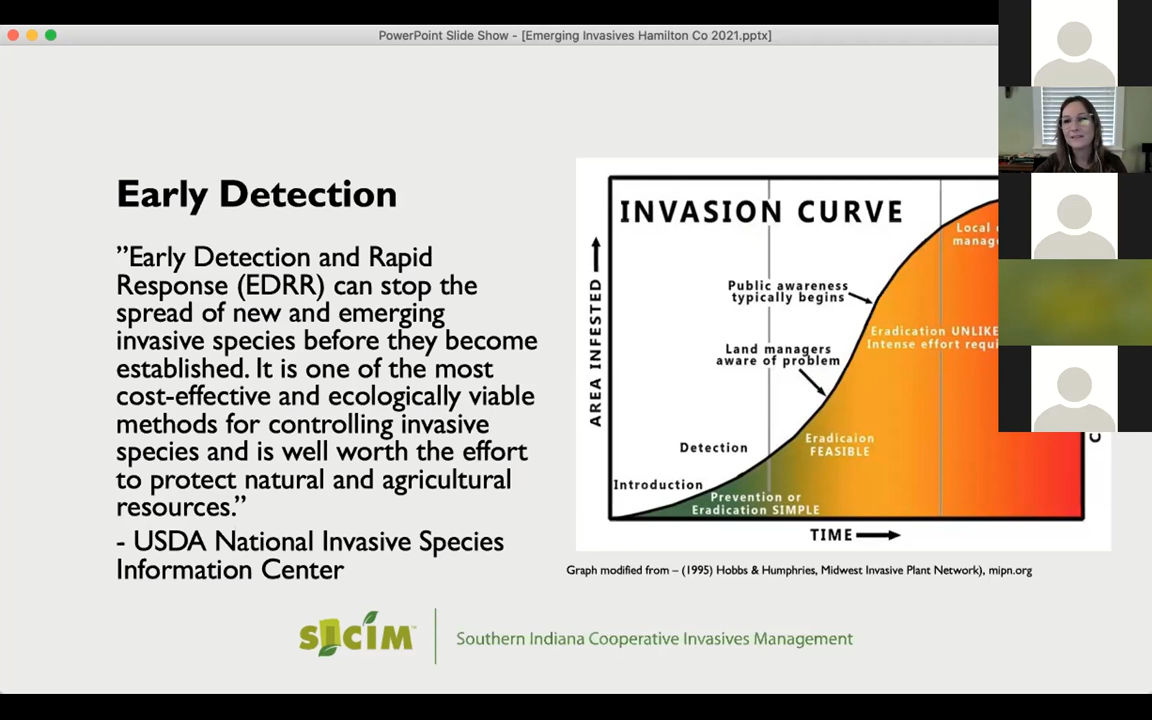 PowerPoint Slide Show - [Emerging Invasives Hamilton Co 2021.pptx]
Early Detection
”Early Detection and Rapid
Response (EDRR) can stop the
spread of new and emerging
invasive species before they become
established. It is one of the most
cost-effective and ecologically viable
methods for controlling invasive
species and is well worth the effort
to protect natural and agricultural
resources.”
- USDA National Invasive Species
Information Center
INVASION CURVE
Local
Public awareness
typically begins
Eradication
Intense effort
Land managers
aware of problem
Eradicaion
FEASIBLE
Detection
Introduction
Prevention or
Eradication SIMPLE
AREA INFESTED
TIME
Graph modified from – (1995) Hobbs & Humphries, Midwest Invasive Plant Network), mipn.org
SICIM™
Southern Indiana Cooperative Invasives Management